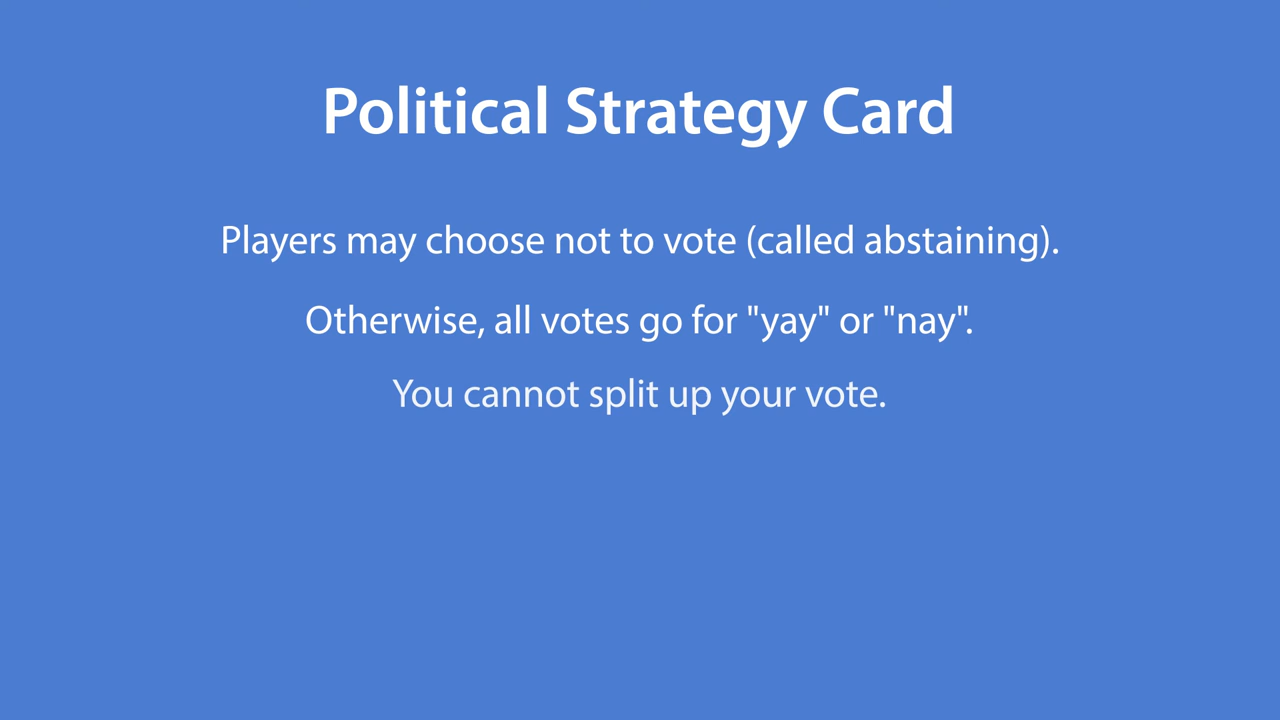 Political Strategy Card
Players may choose not to vote (called abstaining).
Otherwise, all votes go for "yay" or "nay".
You cannot split up your vote.